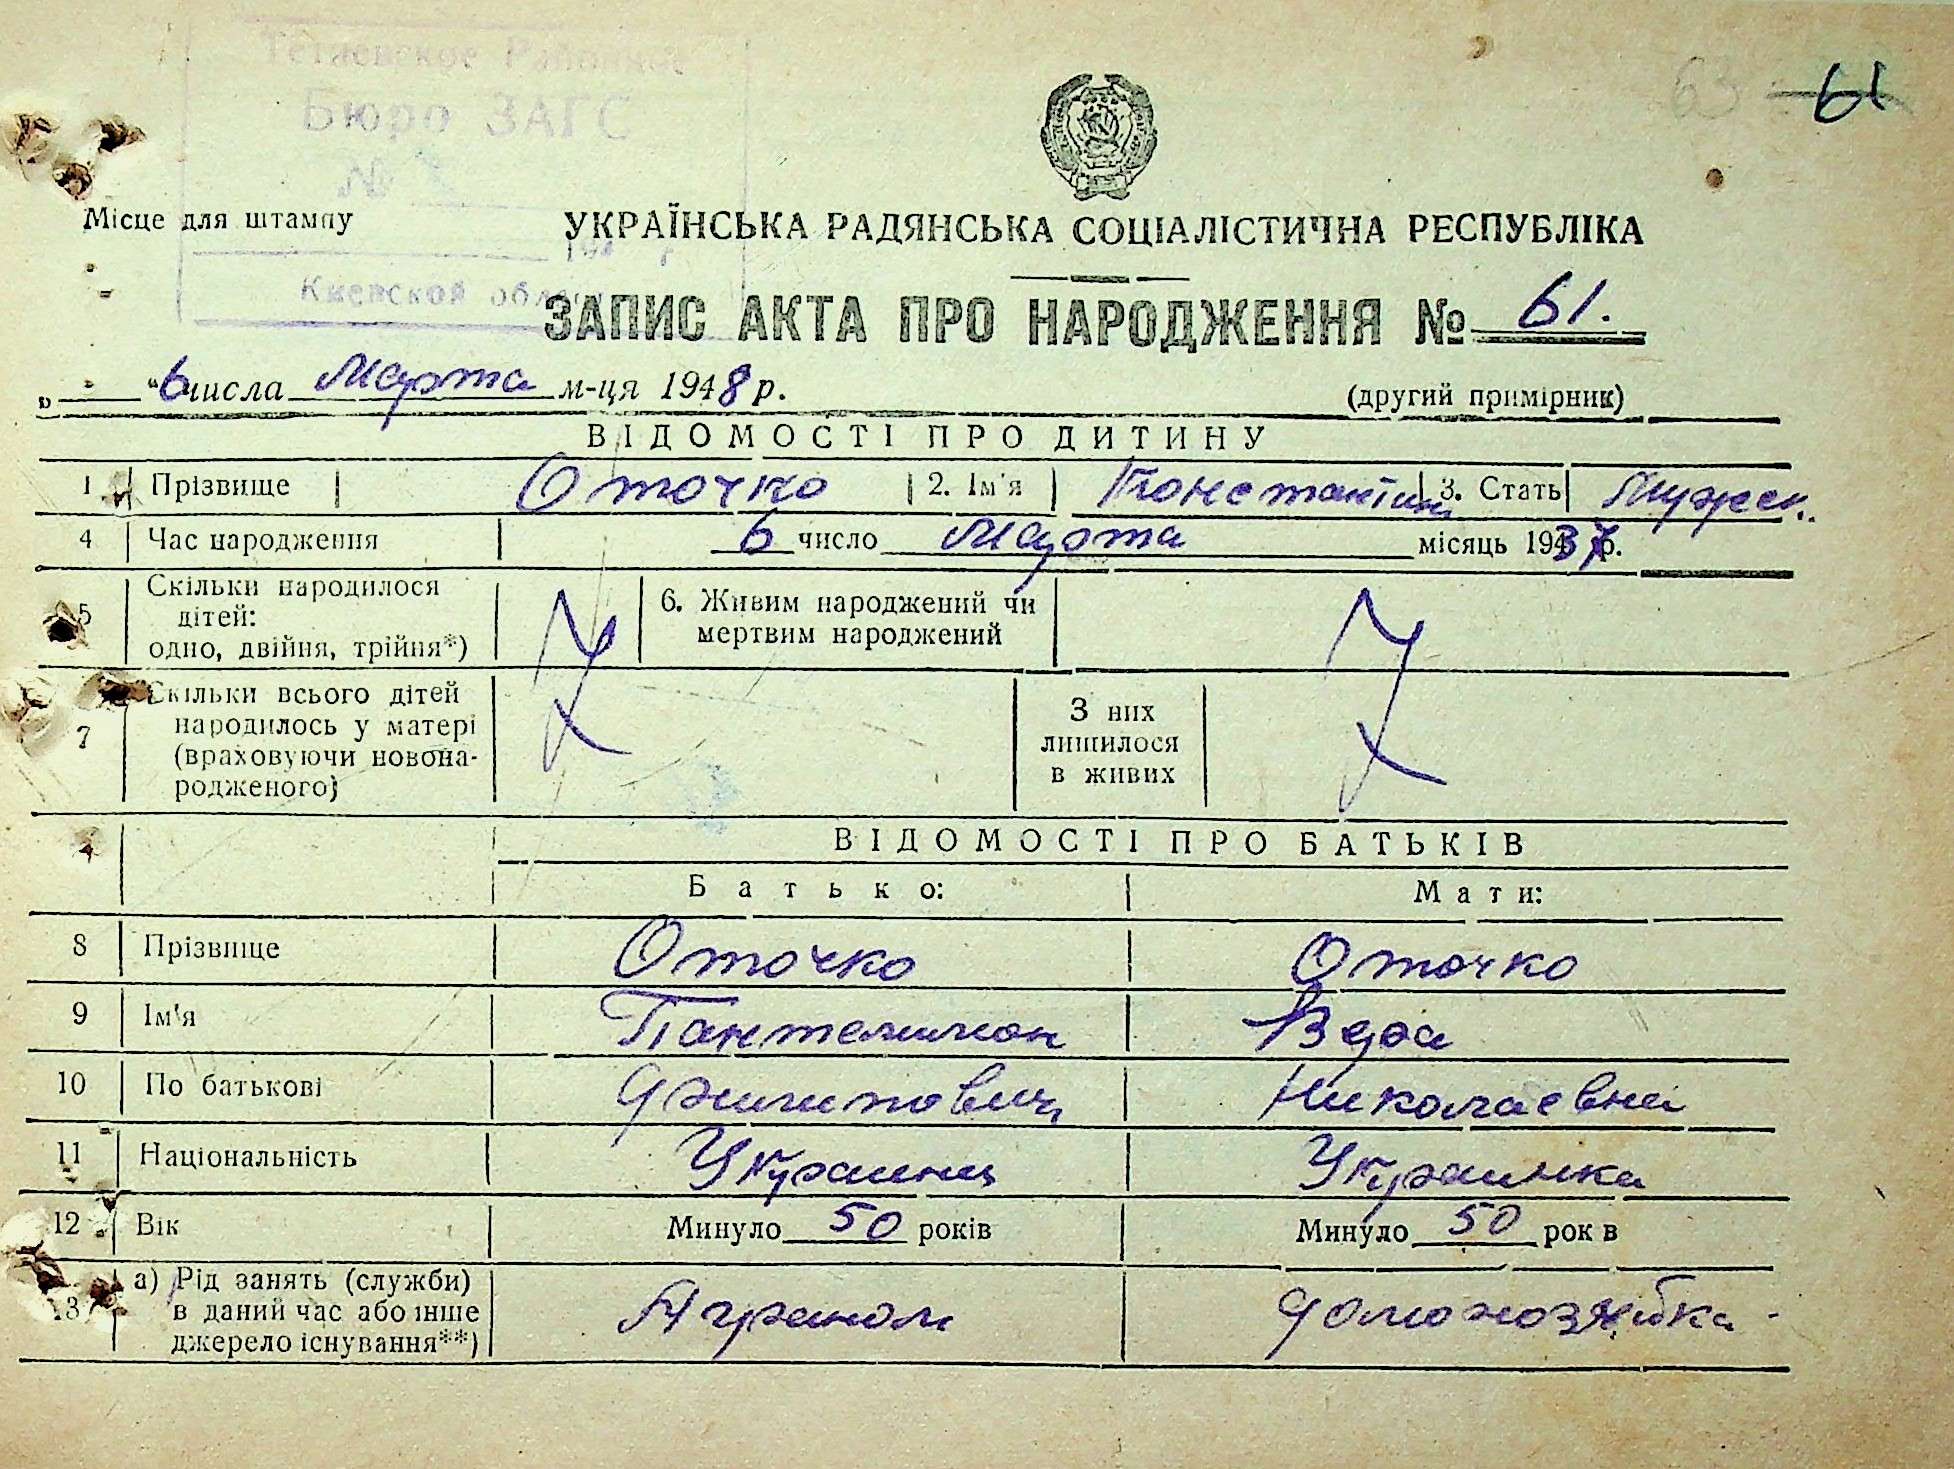 Бюро ЗАГС
№
63 61
Місце для штампу
УКРАЇНСЬКА РАДЯНСЬКА СОЦІАЛІСТИЧНА РЕСПУБЛІКА
194 г
Киевской области
ЗАПИС АКТА ПРО НАРОДЖЕННЯ № 61.
„ “ 6 числа Марта м-ця 1948 р.
(другий примірник)
ВІДОМОСТІ ПРО ДИТИНУ
1 Прізвище Оточко 2. Ім'я Константин 3. Стать Мужск.
4 Час народження 6 число Марта місяць 1937 р.
5 Скільки народилося дітей: одно, двійня, трійня*)
6. Живим народжений чи мертвим народжений
7 Скільки всього дітей народилось у матері (враховуючи новонародженого)
З них лишилося в живих
ВІДОМОСТІ ПРО БАТЬКІВ
Батько: Мати:
8 Прізвище Оточко Оточко
9 Ім'я Пантелимон Вера
10 По батькові Николаевна
11 Національність Украинец Украинка
12 Вік Минуло 50 років Минуло 50 рок в
13 а) Рід занять (служби) в даний час або інше джерело існування**) Аграном домохозяйка